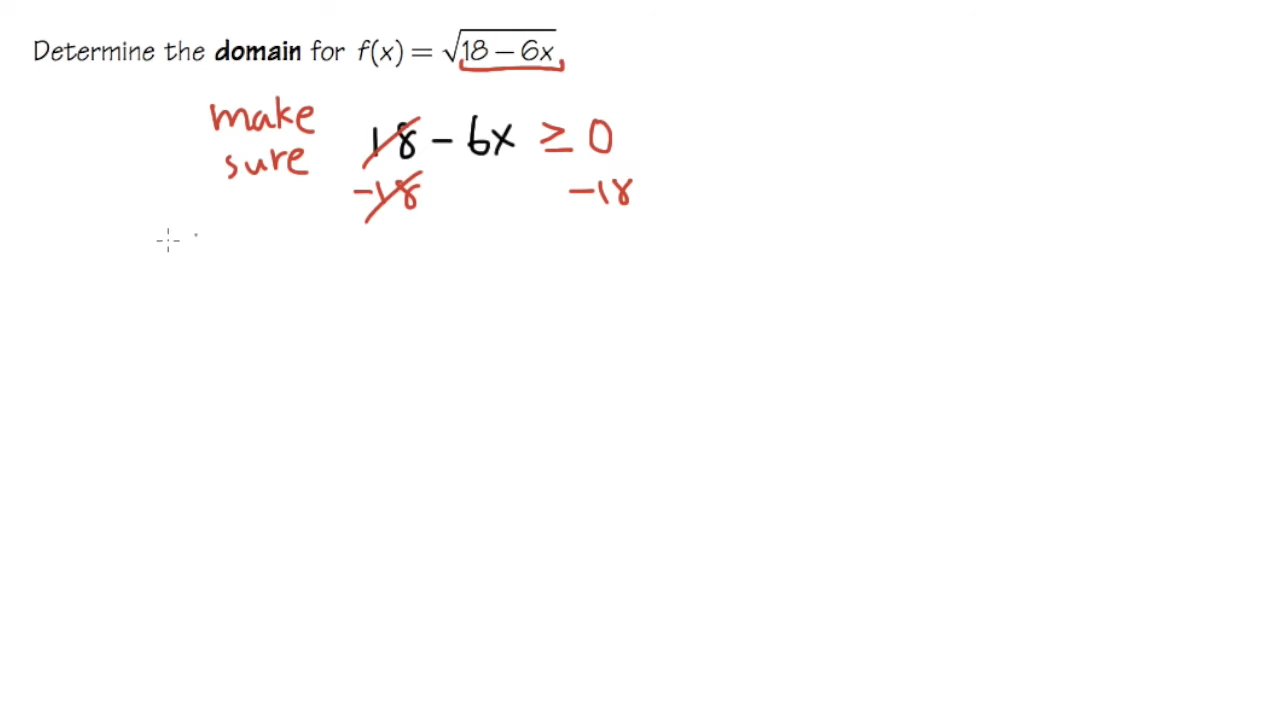 Determine the domain for f(x) = √18 – 6x
make
sure
18 - 6x ≥ 0
-18 -18